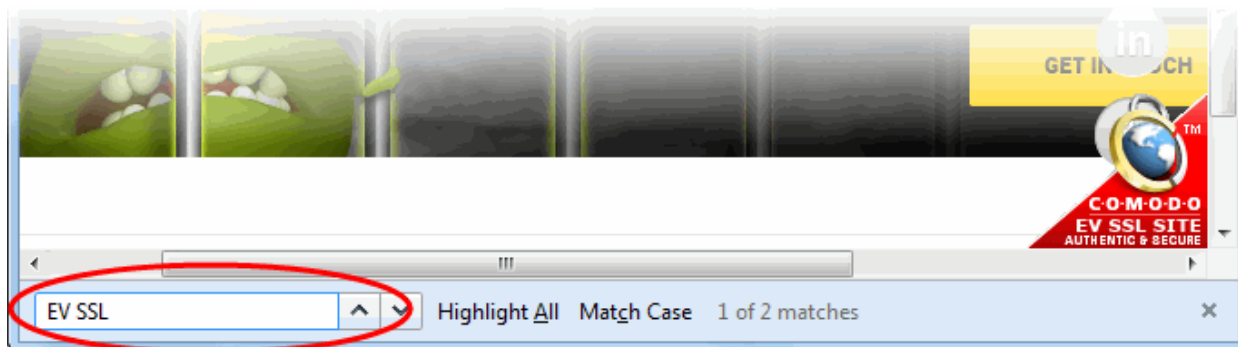 in
GET IN TOUCH
TM
C·O·M·O·D·O
EV SSL SITE
AUTHENTIC & SECURE
EV SSL
Highlight All Match Case 1 of 2 matches